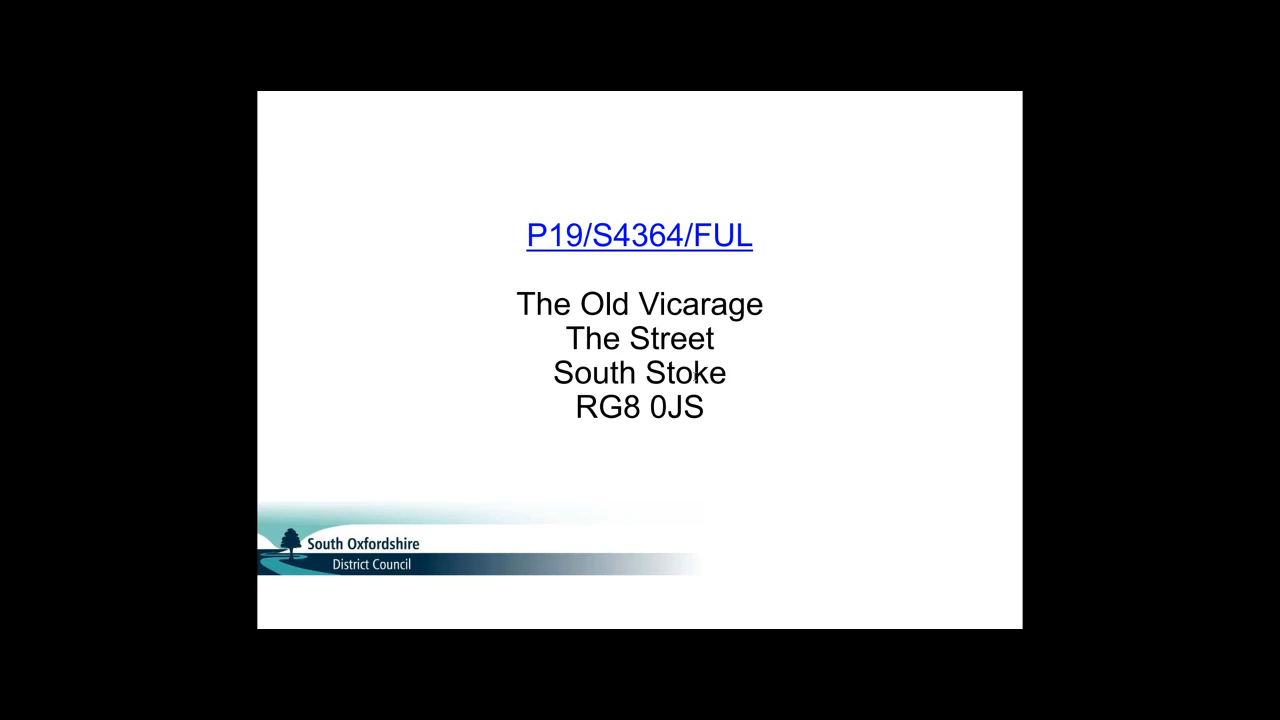 P19/S4364/FUL
The Old Vicarage
The Street
South Stoke
RG8 0JS
South Oxfordshire
District Council